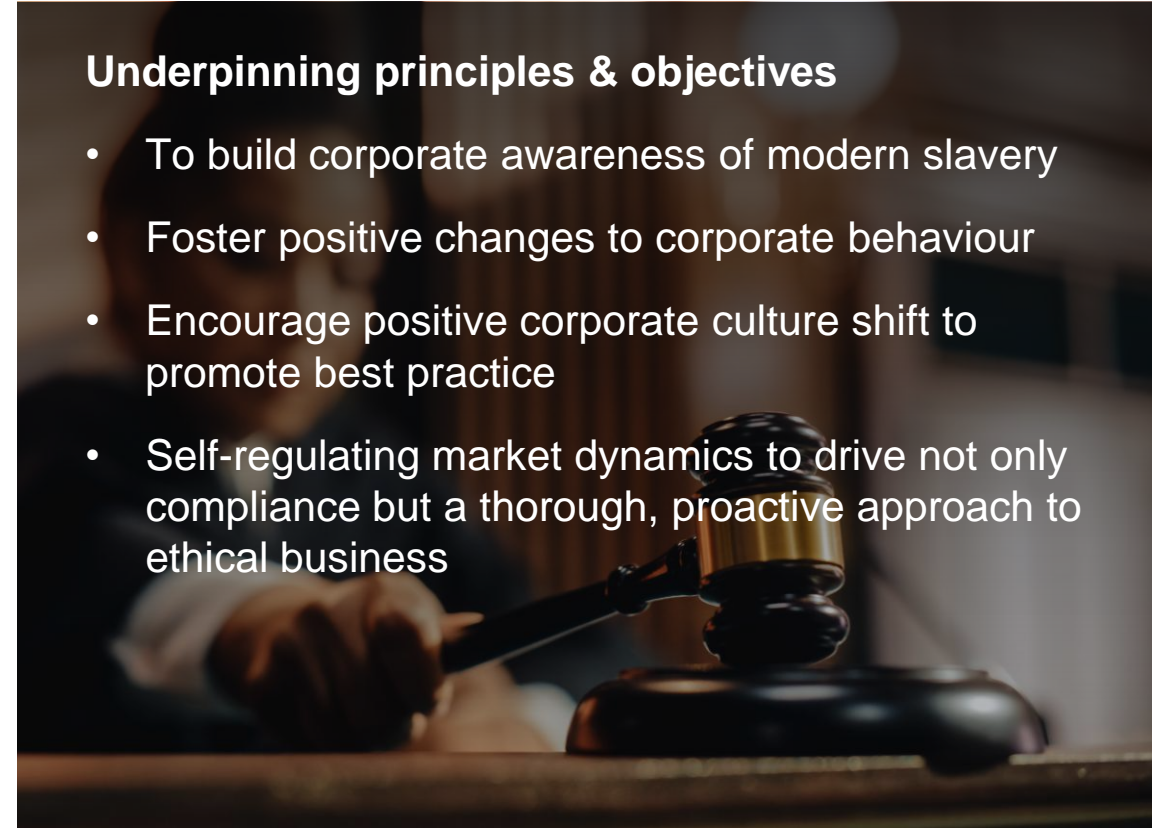 Underpinning principles & objectives
• To build corporate awareness of modern slavery
• Foster positive changes to corporate behaviour
• Encourage positive corporate culture shift to
promote best practice
• Self-regulating market dynamics to drive not only
compliance but a thorough, proactive approach to
ethical business